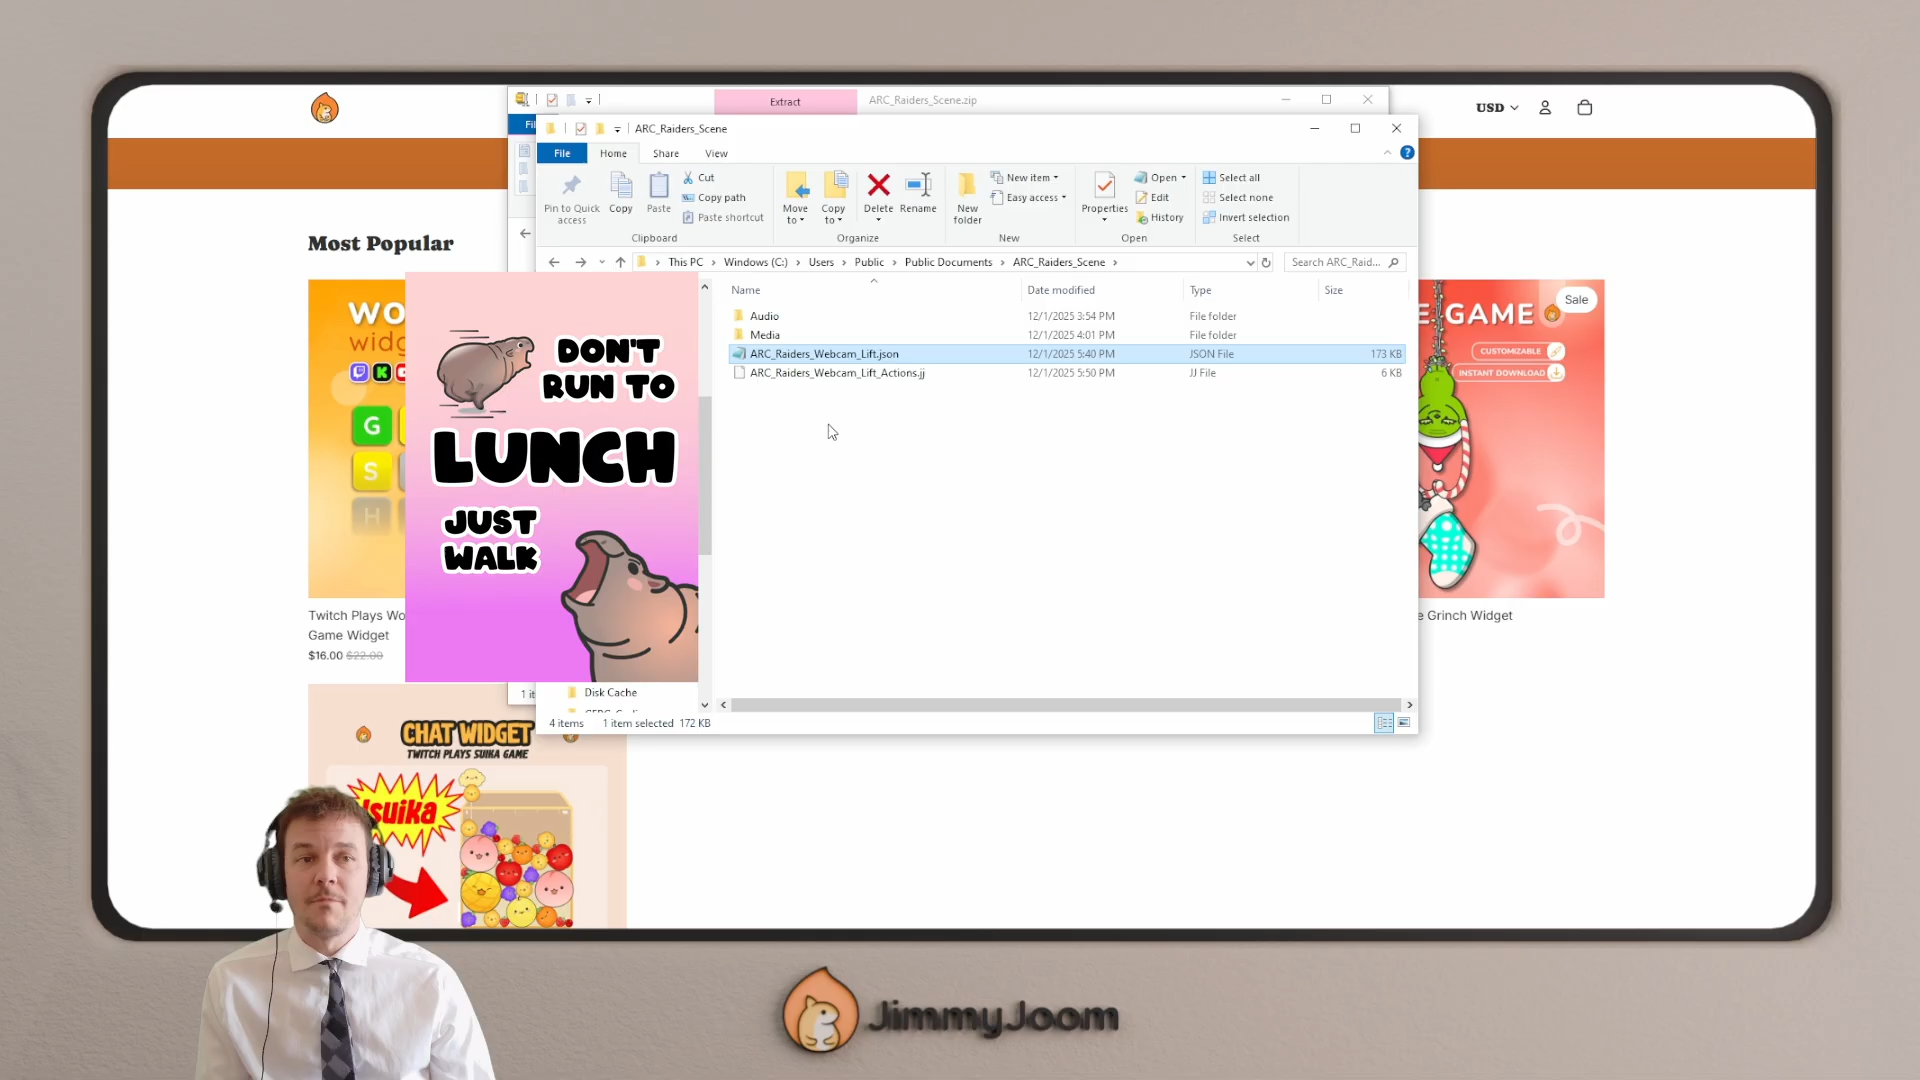 Extract
ARC_Raiders_Scene.zip
ARC_Raiders_Scene
File
Home
Share
View
Pin to Quick
access
Copy
Paste
Cut
Copy path
Paste shortcut
Clipboard
Move
to
Copy
to
Delete
Rename
Organize
New
folder
New item
Easy access
New
Properties
Open
Edit
History
Open
Select all
Select none
Invert selection
Select
This PC
Windows (C:)
Users
Public
Public Documents
ARC_Raiders_Scene
Search ARC_Raid...
Name
Date modified
Type
Size
Audio
12/1/2025 3:54 PM
File folder
Media
12/1/2025 4:01 PM
File folder
ARC_Raiders_Webcam_Lift.json
12/1/2025 5:40 PM
JSON File
173 KB
ARC_Raiders_Webcam_Lift_Actions.jj
12/1/2025 5:50 PM
JJ File
6 KB
Disk Cache
4 items
1 item selected 172 KB
USD
Most Popular
WO
widg
G
S
H
Twitch Plays Wo
Game Widget
$16.00 $22.00
DON'T
RUN TO
LUNCH
JUST
WALK
E GAME
Sale
CUSTOMIZABLE
INSTANT DOWNLOAD
e Grinch Widget
CHAT WIDGET
TWITCH PLAYS SUIKA GAME
!suika
JimmyJoom